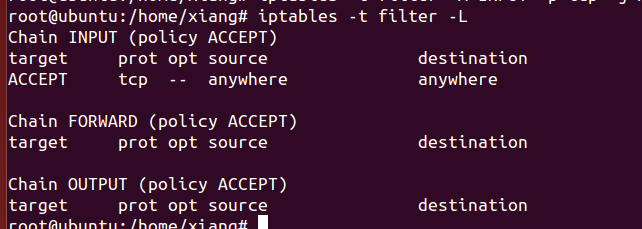 root@ubuntu:/home/xiang# iptables -t filter -L
Chain INPUT (policy ACCEPT)
target     prot opt source               destination
ACCEPT     tcp  --  anywhere             anywhere

Chain FORWARD (policy ACCEPT)
target     prot opt source               destination

Chain OUTPUT (policy ACCEPT)
target     prot opt source               destination
root@ubuntu:/home/xiang#